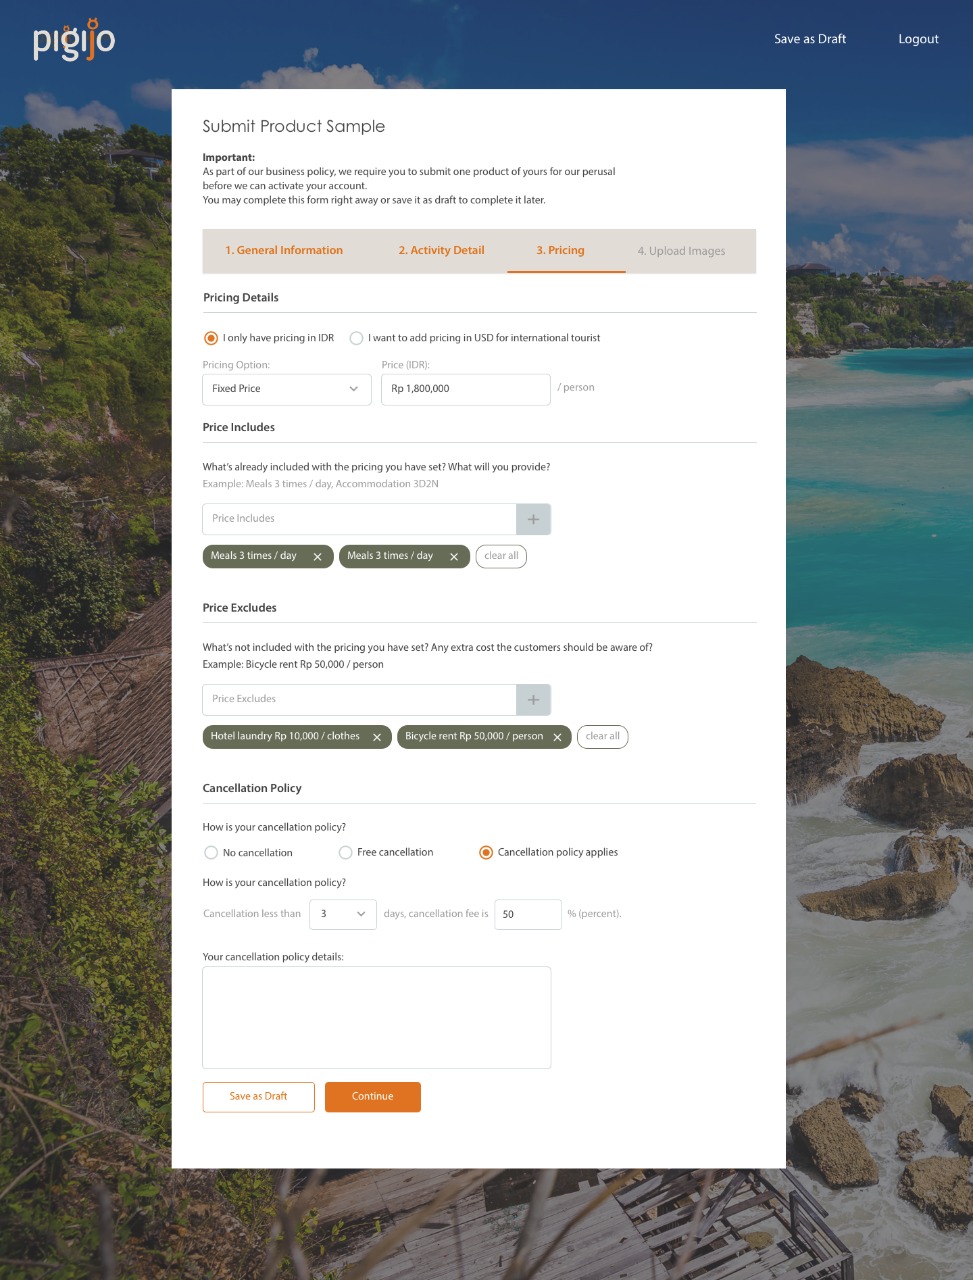 pigijo
Save as Draft
Logout
Submit Product Sample
Important:
As part of our business policy, we require you to submit one product of yours for our perusal
before we can activate your account.
You may complete this form right away or save it as draft to complete it later.
1. General Information
2. Activity Detail
3. Pricing
4. Upload Images
Pricing Details
I only have pricing in IDR
I want to add pricing in USD for international tourist
Pricing Option:
Price (IDR):
Fixed Price
Rp 1,800,000
/ person
Price Includes
What's already included with the pricing you have set? What will you provide?
Example: Meals 3 times / day, Accommodation 3D2N
Price Includes
+
Meals 3 times / day ×
Meals 3 times / day ×
clear all
Price Excludes
What's not included with the pricing you have set? Any extra cost the customers should be aware of?
Example: Bicycle rent Rp 50,000 / person
Price Excludes
+
Hotel laundry Rp 10,000 / clothes ×
Bicycle rent Rp 50,000 / person ×
clear all
Cancellation Policy
How is your cancellation policy?
No cancellation
Free cancellation
Cancellation policy applies
How is your cancellation policy?
Cancellation less than 3 days, cancellation fee is 50 % (percent).
Your cancellation policy details:
Save as Draft
Continue